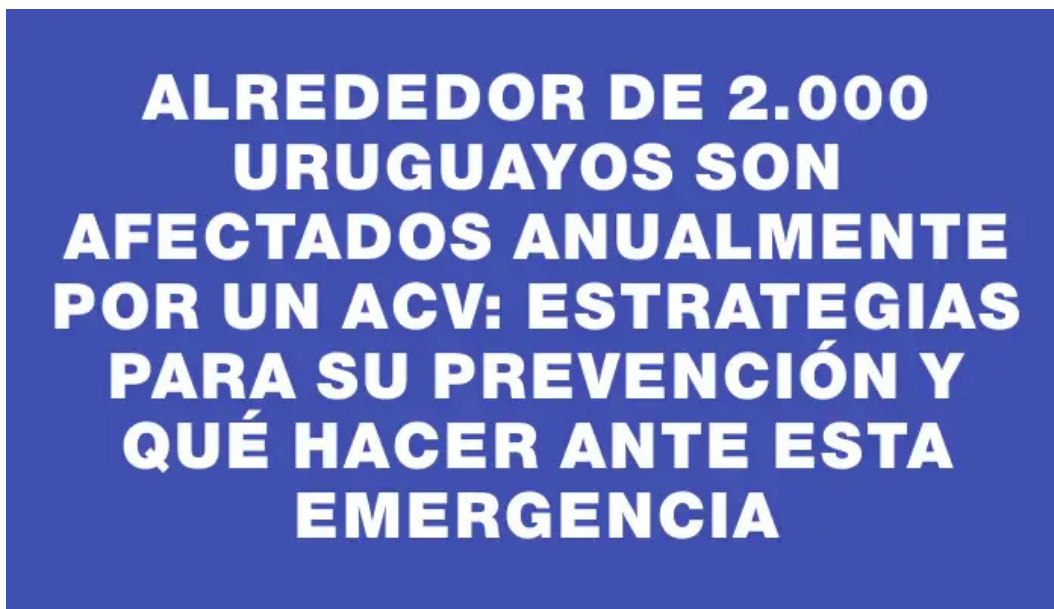 ALREDEDOR DE 2.000
URUGUAYOS SON
AFECTADOS ANUALMENTE
POR UN ACV: ESTRATEGIAS
PARA SU PREVENCIÓN Y
QUÉ HACER ANTE ESTA
EMERGENCIA